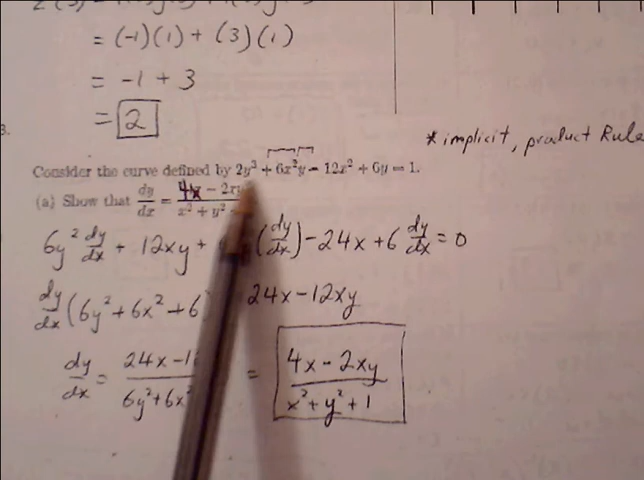 = (-1)(1) + (3)(1)
= -1 + 3
= 2
3.
*implicit, product Rule
Consider the curve defined by 2y³ + 6x²y - 12x² + 6y = 1.
(a) Show that dy/dx = 4x - 2xy / x² + y²
6y² dy/dx + 12xy + (dy/dx) - 24x + 6 dy/dx = 0
dy/dx (6y² + 6x² + 6) 24x - 12xy
dy/dx = 24x - 1 / 6y² + 6x² = 4x - 2xy / x² + y² + 1